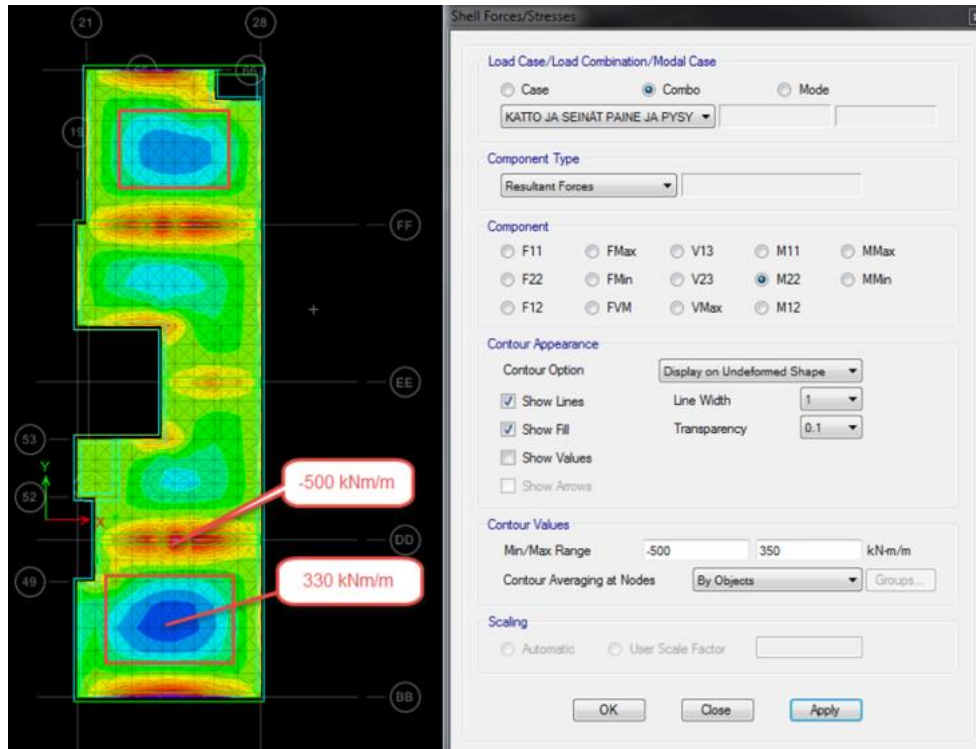 21
28
65
66
19
FF
EE
53
Y
52
X
DD
49
BB
-500 kNm/m
330 kNm/m
Shell Forces/Stresses
Load Case/Load Combination/Modal Case
Case Combo Mode
KATTO JA SEINÄT PAINE JA PYSY
Component Type
Resultant Forces
Component
F11 FMax V13 M11 MMax
F22 FMin V23 M22 MMin
F12 FVM VMax M12
Contour Appearance
Contour Option Display on Undeformed Shape
Show Lines Line Width 1
Show Fill Transparency 0.1
Show Values
Show Arrows
Contour Values
Min/Max Range -500 350 kN-m/m
Contour Averaging at Nodes By Objects Groups...
Scaling
Automatic User Scale Factor
OK Close Apply